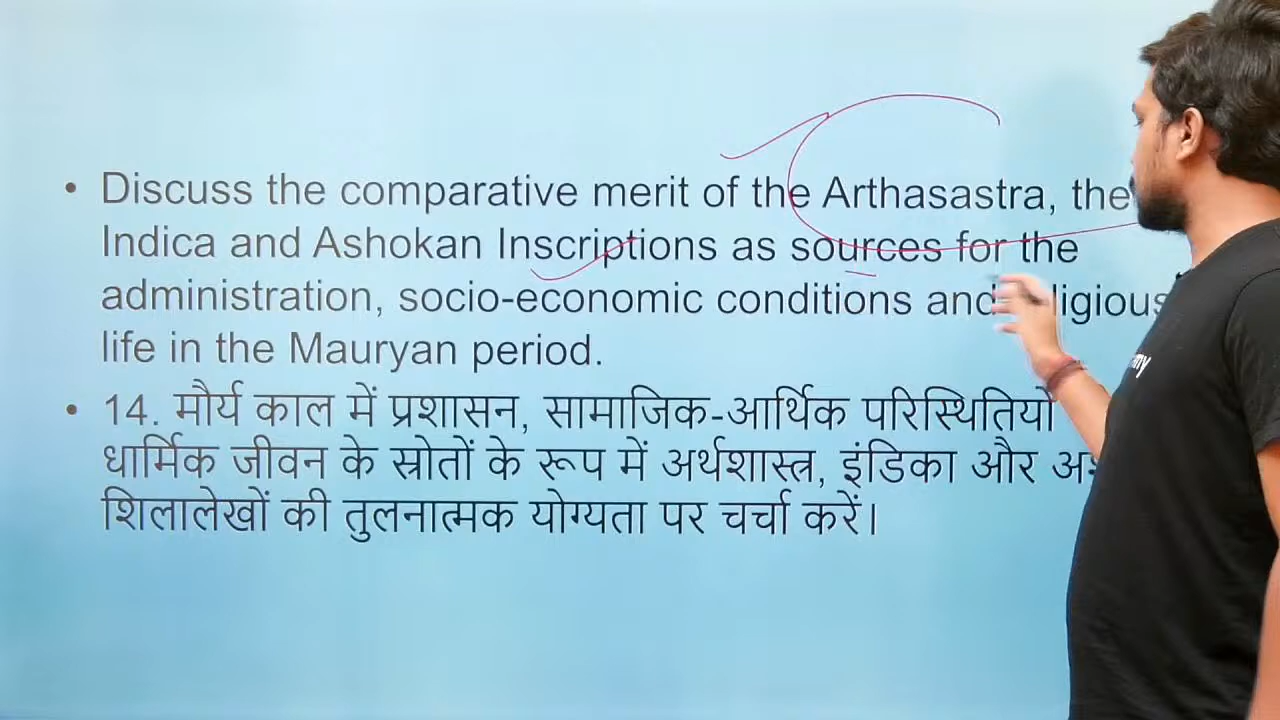 • Discuss the comparative merit of the Arthasastra, the
Indica and Ashokan Inscriptions as sources for the
administration, socio-economic conditions and
life in the Mauryan period.
• 14. मौर्य काल में प्रशासन, सामाजिक-आर्थिक परिस्थितियों
धार्मिक जीवन के स्रोतों के रूप में अर्थशास्त्र, इंडिका और
शिलालेखों की तुलनात्मक योग्यता पर चर्चा करें।